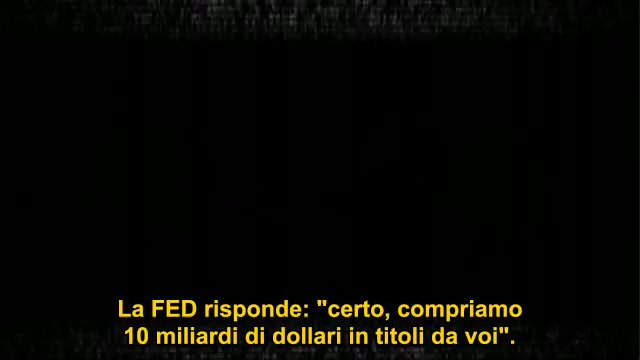 La FED risponde: "certo, compriamo
10 miliardi di dollari in titoli da voi".